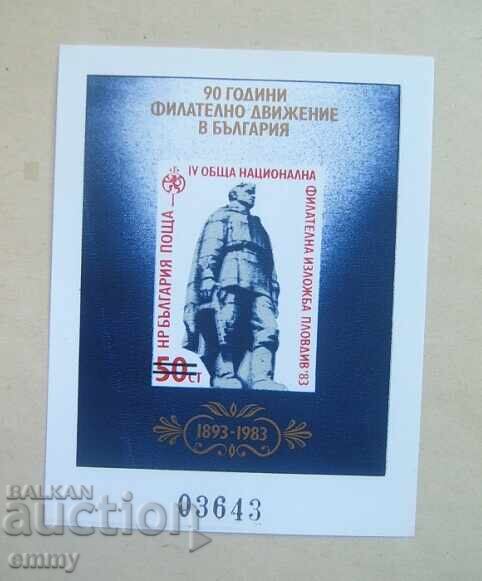 90 ГОДИНИ
ФИЛАТЕЛНО ДВИЖЕНИЕ
В БЪЛГАРИЯ
IV ОБЩА НАЦИОНАЛНА
ФИЛАТЕЛНА ИЗЛОЖБА ПЛОВДИВ'83
НР БЪЛГАРИЯ ПОЩА
50 СТ
1893-1983
03643
BALKAN
auction
emmy